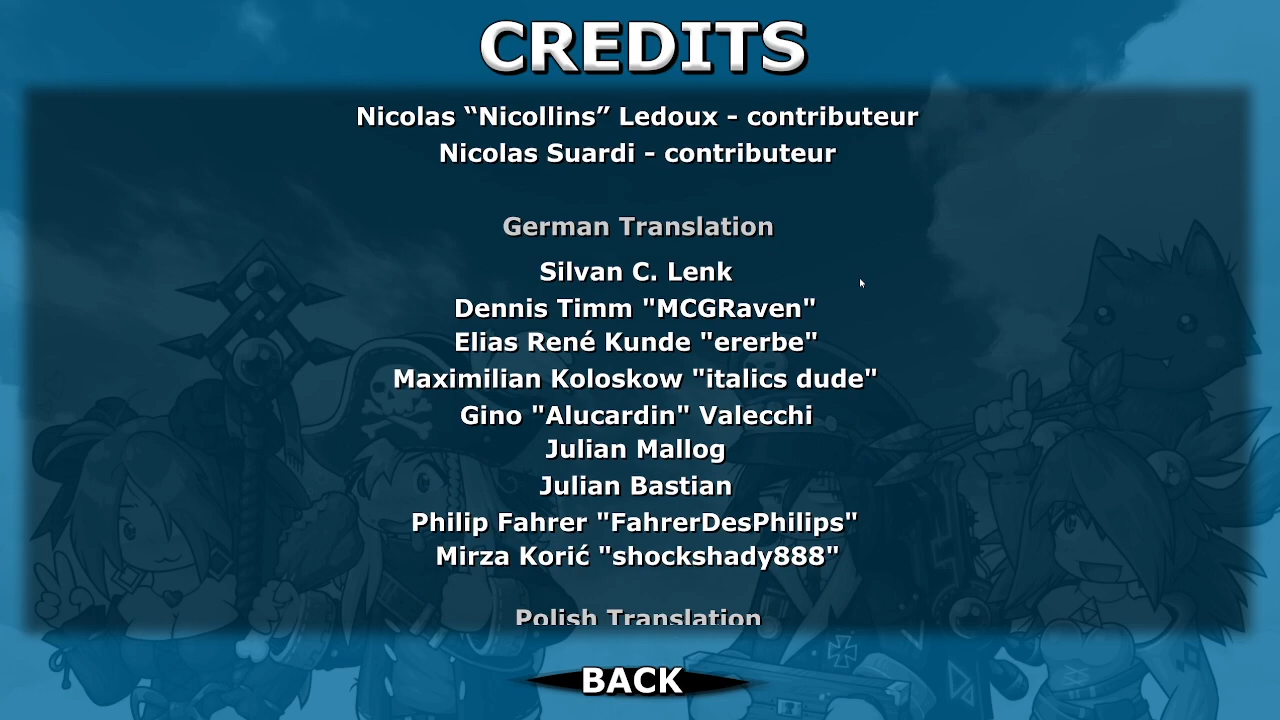 CREDITS
Nicolas “Nicollins” Ledoux - contributeur
Nicolas Suardi - contributeur
German Translation
Silvan C. Lenk
Dennis Timm "MCGRaven"
Elias René Kunde "ererbe"
Maximilian Koloskow "italics dude"
Gino "Alucardin" Valecchi
Julian Mallog
Julian Bastian
Philip Fahrer "FahrerDesPhilips"
Mirza Korić "shockshady888"
Polish Translation
BACK